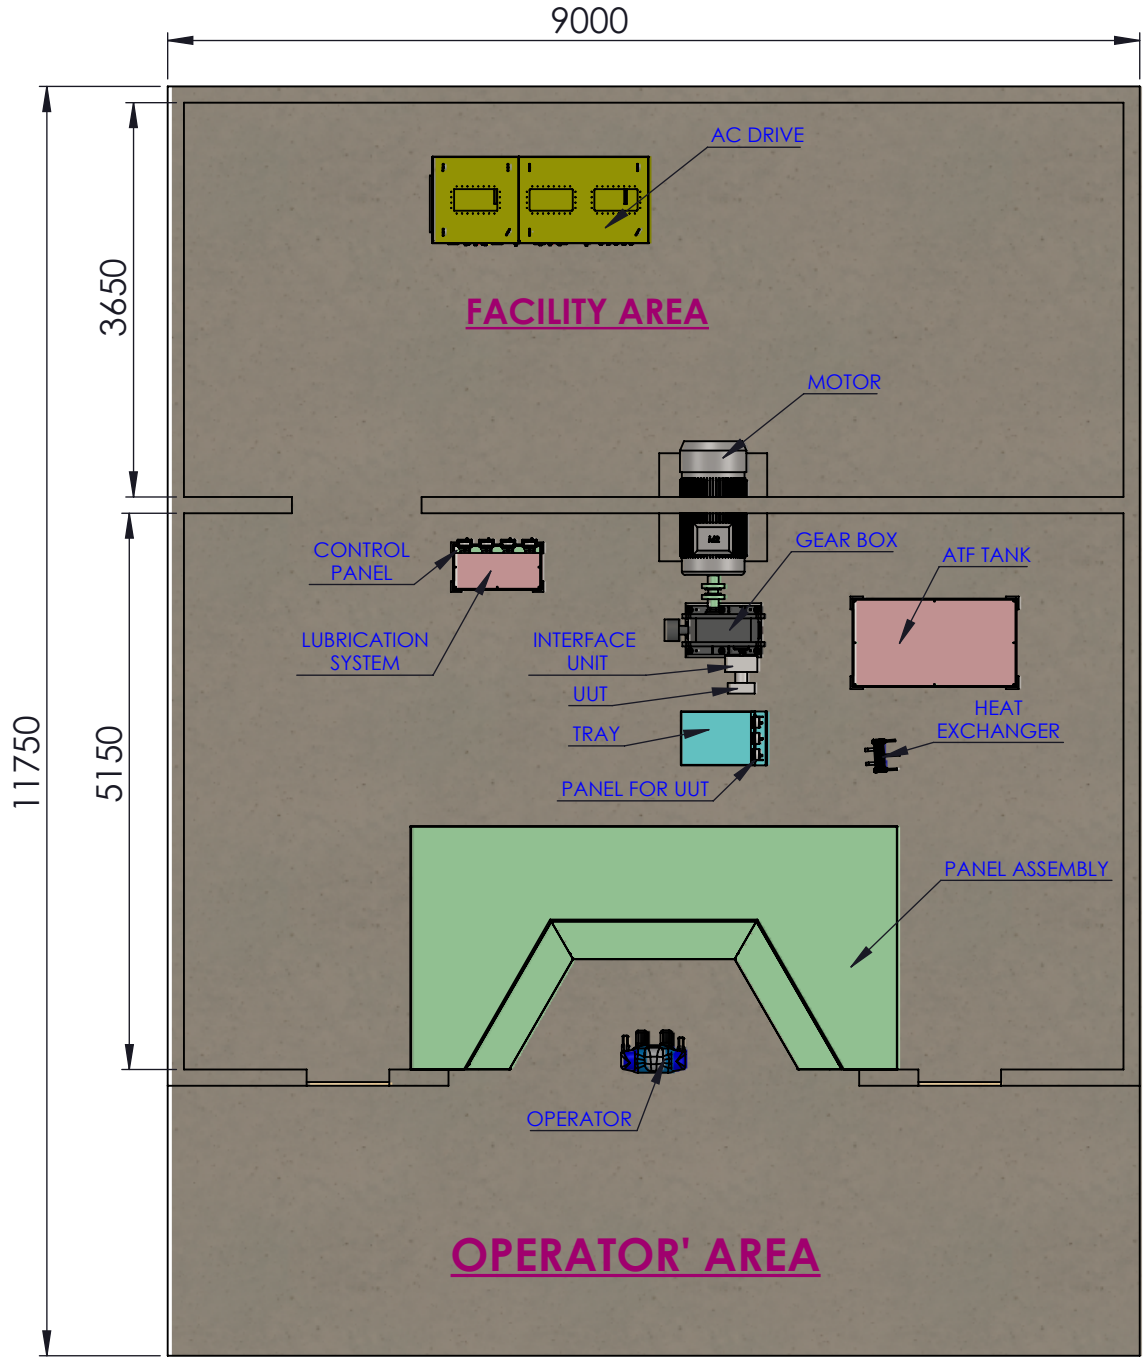 9000
AC DRIVE
3650
FACILITY AREA
MOTOR
CONTROL
PANEL
GEAR BOX
ATF TANK
LUBRICATION
SYSTEM
INTERFACE
UNIT
UUT
TRAY
HEAT
EXCHANGER
11750
5150
PANEL FOR UUT
PANEL ASSEMBLY
OPERATOR
OPERATOR' AREA